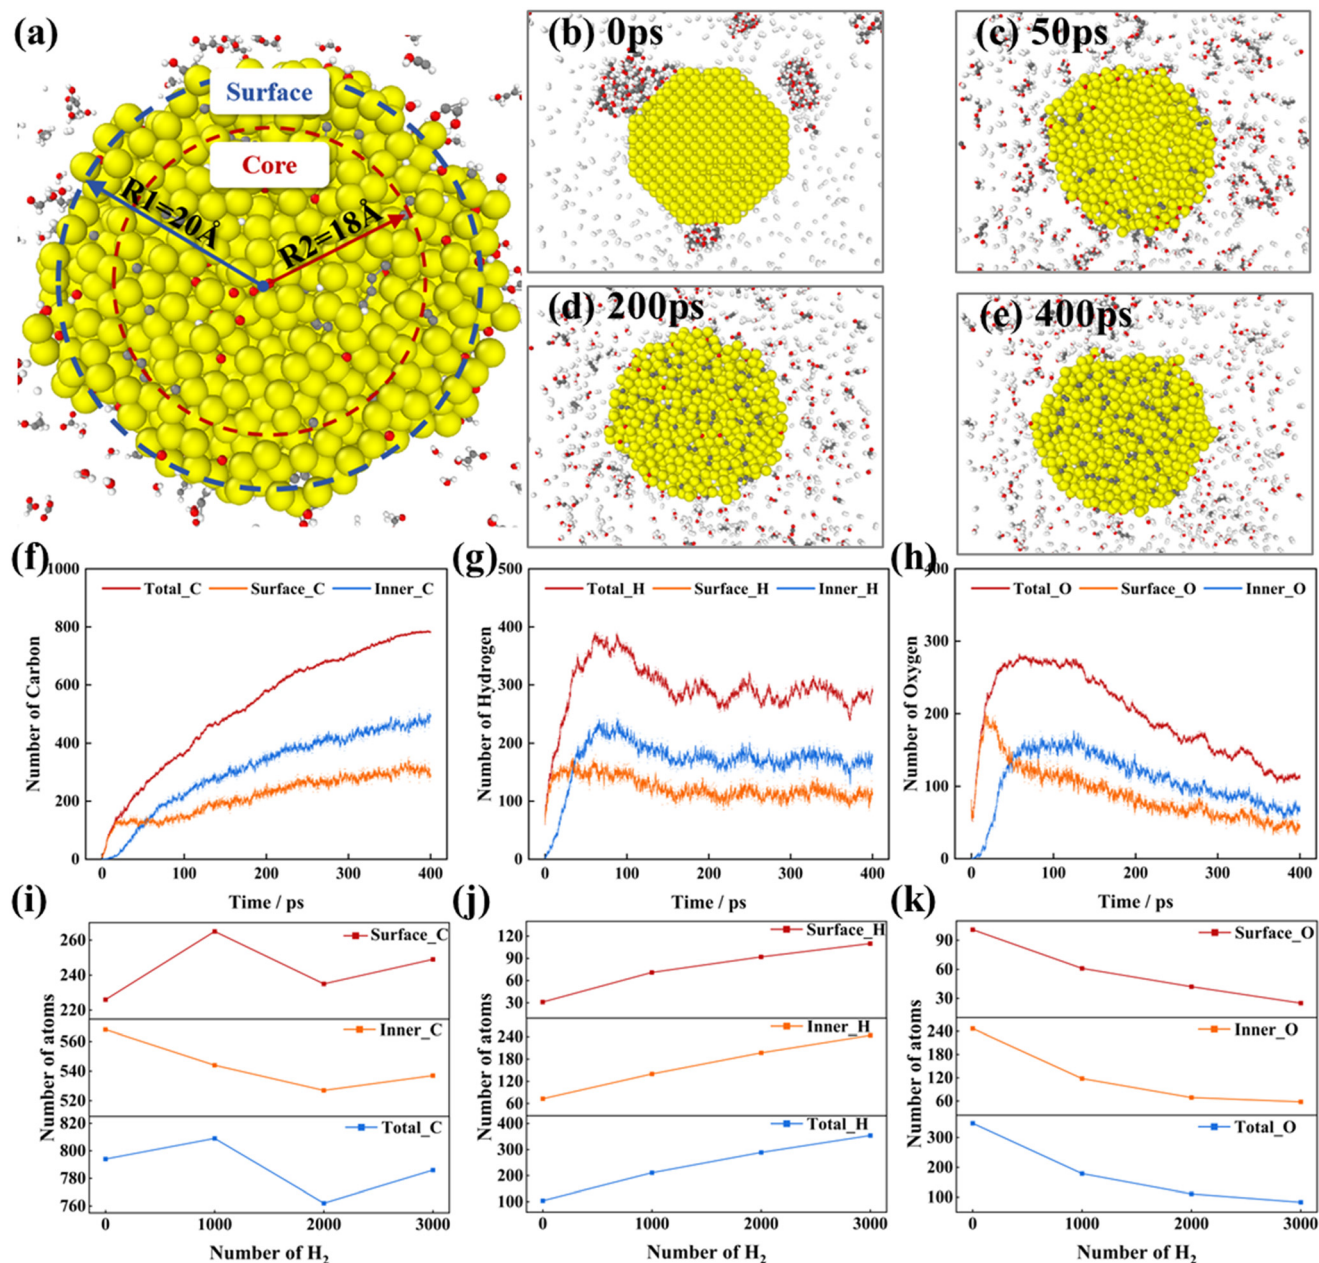 (a)
Surface
Core
R1=20Å
R2=18Å
(b) 0ps
(c) 50ps
(d) 200ps
(e) 400ps
(f)
1000
800
600
400
200
0
Number of Carbon
Total_C Surface_C Inner_C
0 100 200 300 400
Time / ps
(g)
500
400
300
200
100
0
Number of Hydrogen
Total_H Surface_H Inner_H
0 100 200 300 400
Time / ps
(h)
400
300
200
100
0
Number of Oxygen
Total_O Surface_O Inner_O
0 100 200 300 400
Time / ps
(i)
Number of atoms
260
240
220
Surface_C
560
540
520
Inner_C
820
800
780
760
Total_C
0 1000 2000 3000
Number of H₂
(j)
Number of atoms
120
90
60
30
Surface_H
240
180
120
60
Inner_H
400
300
200
100
Total_H
0 1000 2000 3000
Number of H₂
(k)
Number of atoms
90
60
30
Surface_O
240
180
120
60
Inner_O
300
200
100
Total_O
0 1000 2000 3000
Number of H₂